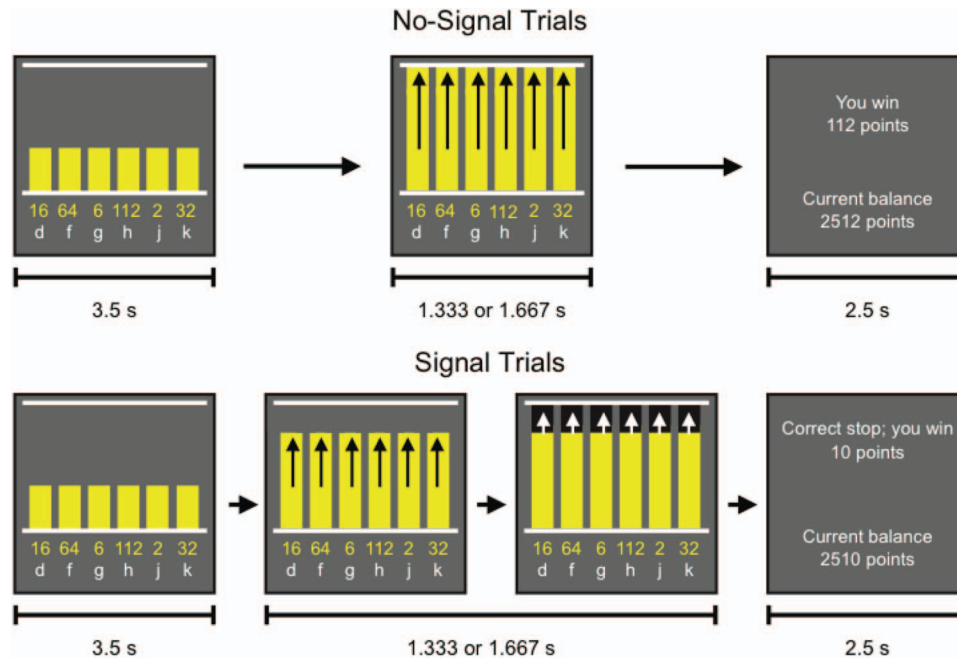 No-Signal Trials
16 64 6 112 2 32
d f g h j k
16 64 6 112 2 32
d f g h j k
You win
112 points
Current balance
2512 points
3.5 s
1.333 or 1.667 s
2.5 s
Signal Trials
16 64 6 112 2 32
d f g h j k
16 64 6 112 2 32
d f g h j k
16 64 6 112 2 32
d f g h j k
Correct stop; you win
10 points
Current balance
2510 points
3.5 s
1.333 or 1.667 s
2.5 s